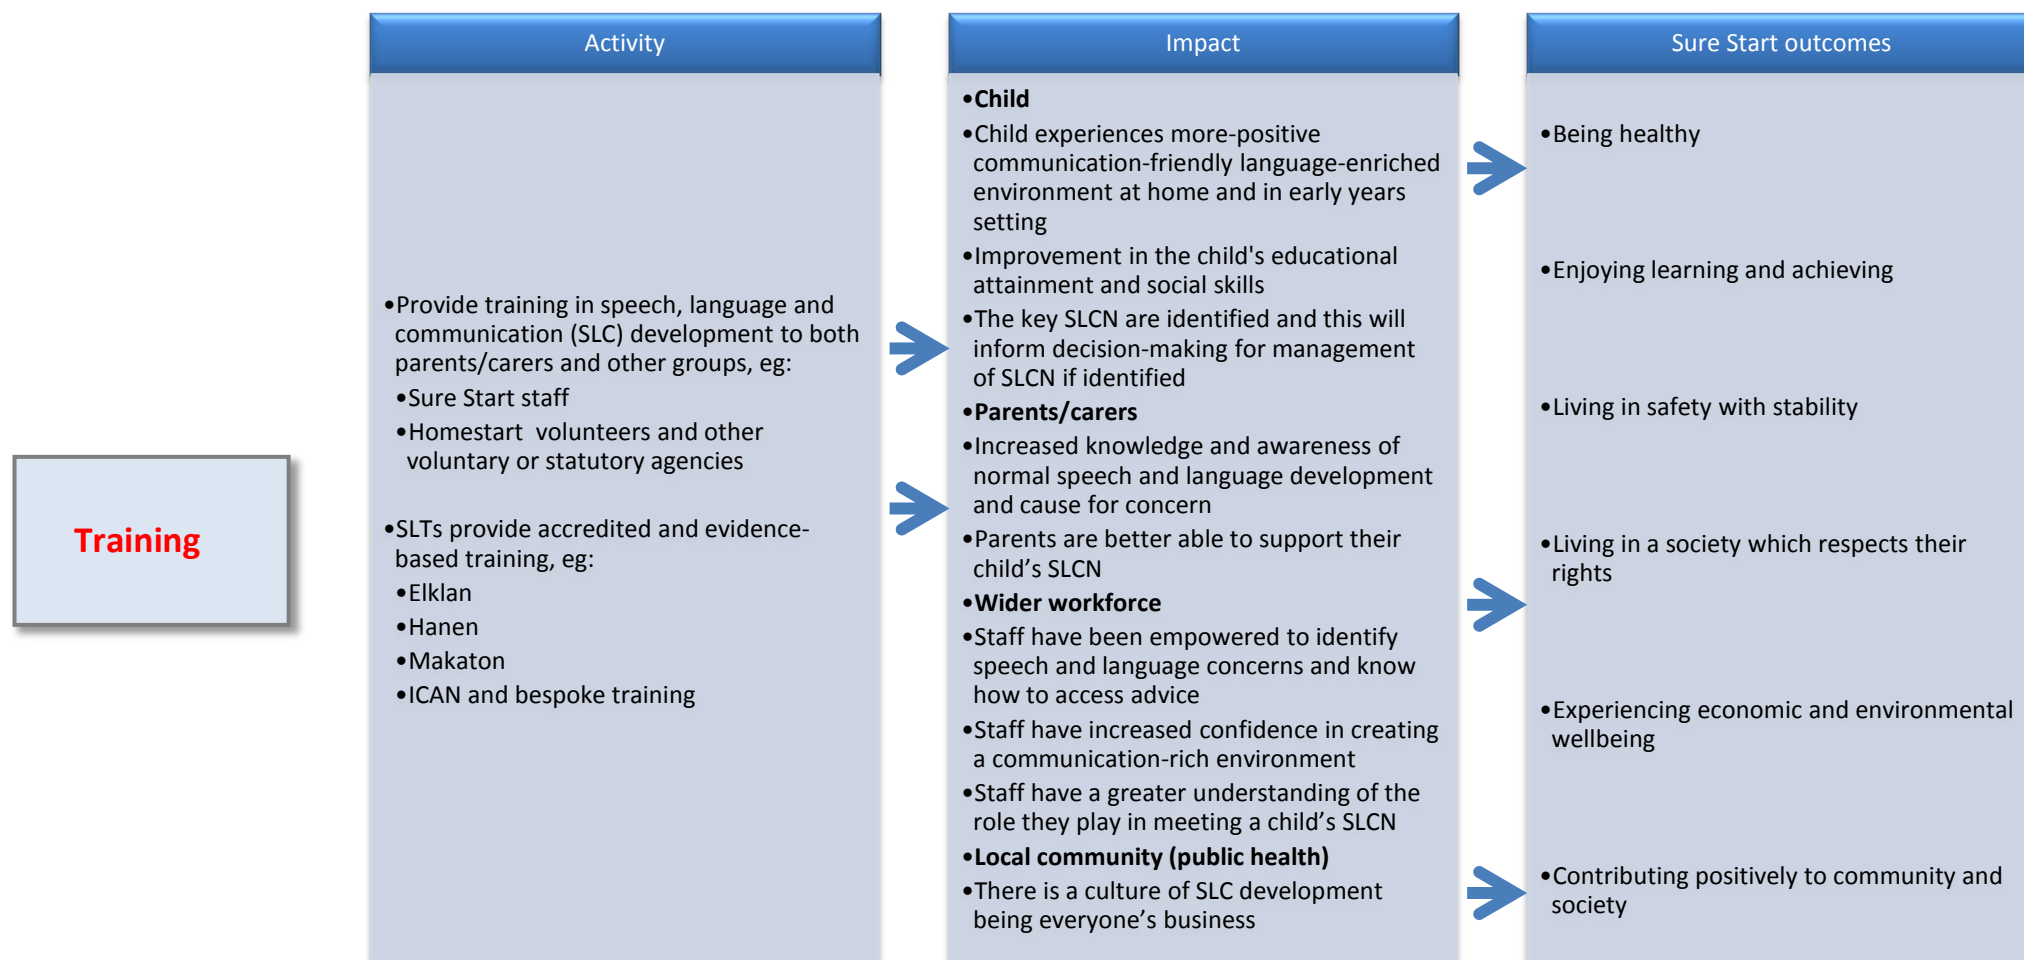 Training
Activity
•Provide training in speech, language and
communication (SLC) development to both
parents/carers and other groups, eg:
•Sure Start staff
•Homestart  volunteers and other
voluntary or statutory agencies
•SLTs provide accredited and evidence-
based training, eg:
•Elklan
•Hanen
•Makaton
•ICAN and bespoke training
Impact
•Child
•Child experiences more-positive
communication-friendly language-enriched
environment at home and in early years
setting
•Improvement in the child's educational
attainment and social skills
•The key SLCN are identified and this will
inform decision-making for management
of SLCN if identified
•Parents/carers
•Increased knowledge and awareness of
normal speech and language development
and cause for concern
•Parents are better able to support their
child’s SLCN
•Wider workforce
•Staff have been empowered to identify
speech and language concerns and know
how to access advice
•Staff have increased confidence in creating
a communication-rich environment
•Staff have a greater understanding of the
role they play in meeting a child’s SLCN
•Local community (public health)
•There is a culture of SLC development
being everyone’s business
Sure Start outcomes
•Being healthy
•Enjoying learning and achieving
•Living in safety with stability
•Living in a society which respects their
rights
•Experiencing economic and environmental
wellbeing
•Contributing positively to community and
society